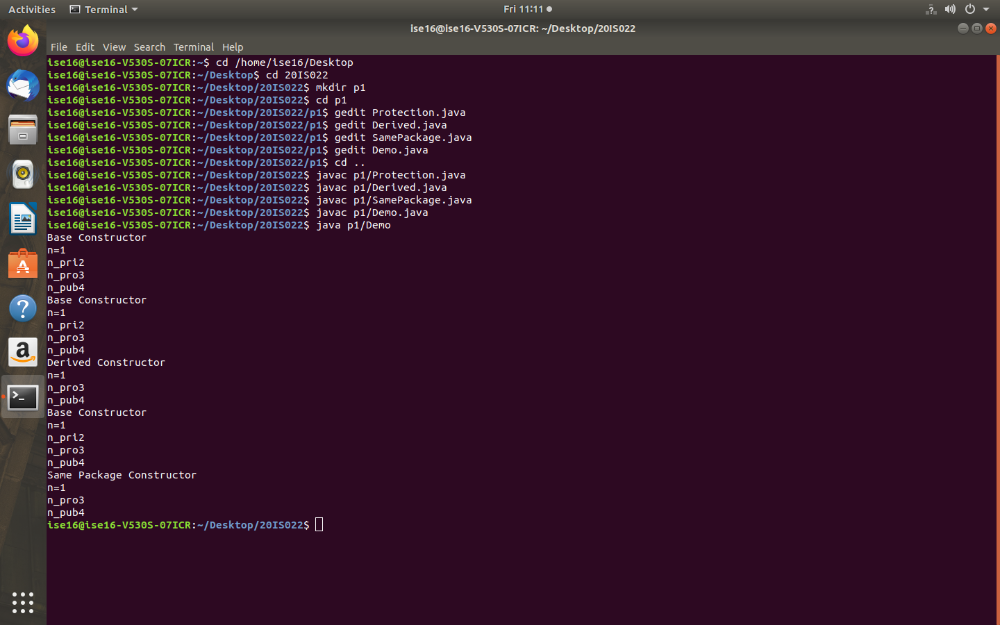 Activities Terminal Fri 11:11
ise16@ise16-V530S-07ICR: ~/Desktop/20IS022
File Edit View Search Terminal Help
ise16@ise16-V530S-07ICR:~$ cd /home/ise16/Desktop
ise16@ise16-V530S-07ICR:~/Desktop$ cd 20IS022
ise16@ise16-V530S-07ICR:~/Desktop/20IS022$ mkdir p1
ise16@ise16-V530S-07ICR:~/Desktop/20IS022$ cd p1
ise16@ise16-V530S-07ICR:~/Desktop/20IS022/p1$ gedit Protection.java
ise16@ise16-V530S-07ICR:~/Desktop/20IS022/p1$ gedit Derived.java
ise16@ise16-V530S-07ICR:~/Desktop/20IS022/p1$ gedit SamePackage.java
ise16@ise16-V530S-07ICR:~/Desktop/20IS022/p1$ gedit Demo.java
ise16@ise16-V530S-07ICR:~/Desktop/20IS022/p1$ cd ..
ise16@ise16-V530S-07ICR:~/Desktop/20IS022$ javac p1/Protection.java
ise16@ise16-V530S-07ICR:~/Desktop/20IS022$ javac p1/Derived.java
ise16@ise16-V530S-07ICR:~/Desktop/20IS022$ javac p1/SamePackage.java
ise16@ise16-V530S-07ICR:~/Desktop/20IS022$ javac p1/Demo.java
ise16@ise16-V530S-07ICR:~/Desktop/20IS022$ java p1/Demo
Base Constructor
n=1
n_pri2
n_pro3
n_pub4
Base Constructor
n=1
n_pri2
n_pro3
n_pub4
Derived Constructor
n=1
n_pro3
n_pub4
Base Constructor
n=1
n_pri2
n_pro3
n_pub4
Same Package Constructor
n=1
n_pro3
n_pub4
ise16@ise16-V530S-07ICR:~/Desktop/20IS022$